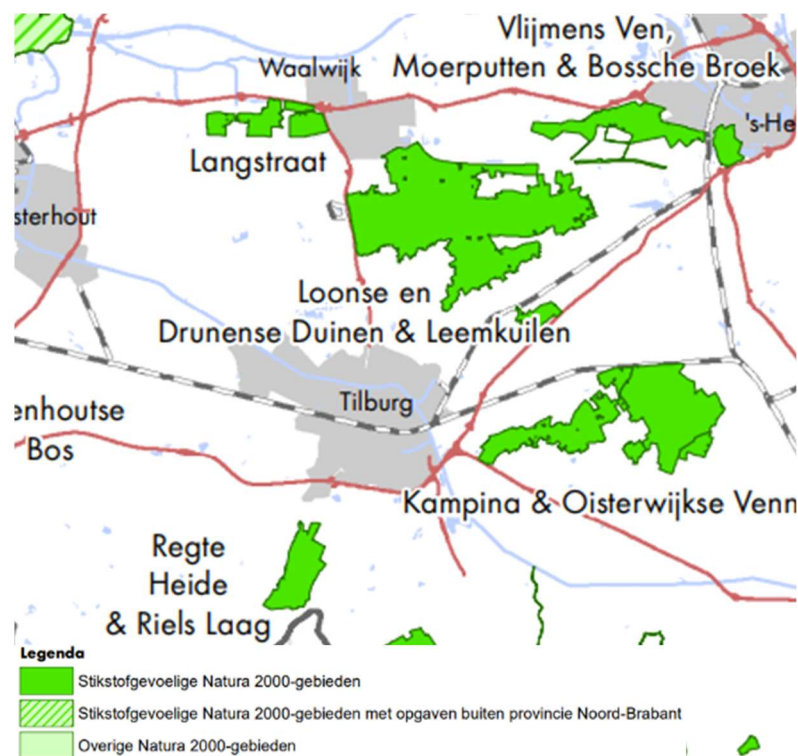 Vlijmens Ven,
Moerputten & Bossche Broek
Waalwijk
's-He
Langstraat
sterhout
Loonse en
Drunense Duinen & Leemkuilen
Tilburg
enhoutse
Bos
Kampina & Oisterwijkse Venn
Regte
Heide
& Riels Laag
Legenda
Stikstofgevoelige Natura 2000-gebieden
Stikstofgevoelige Natura 2000-gebieden met opgaven buiten provincie Noord-Brabant
Overige Natura 2000-gebieden